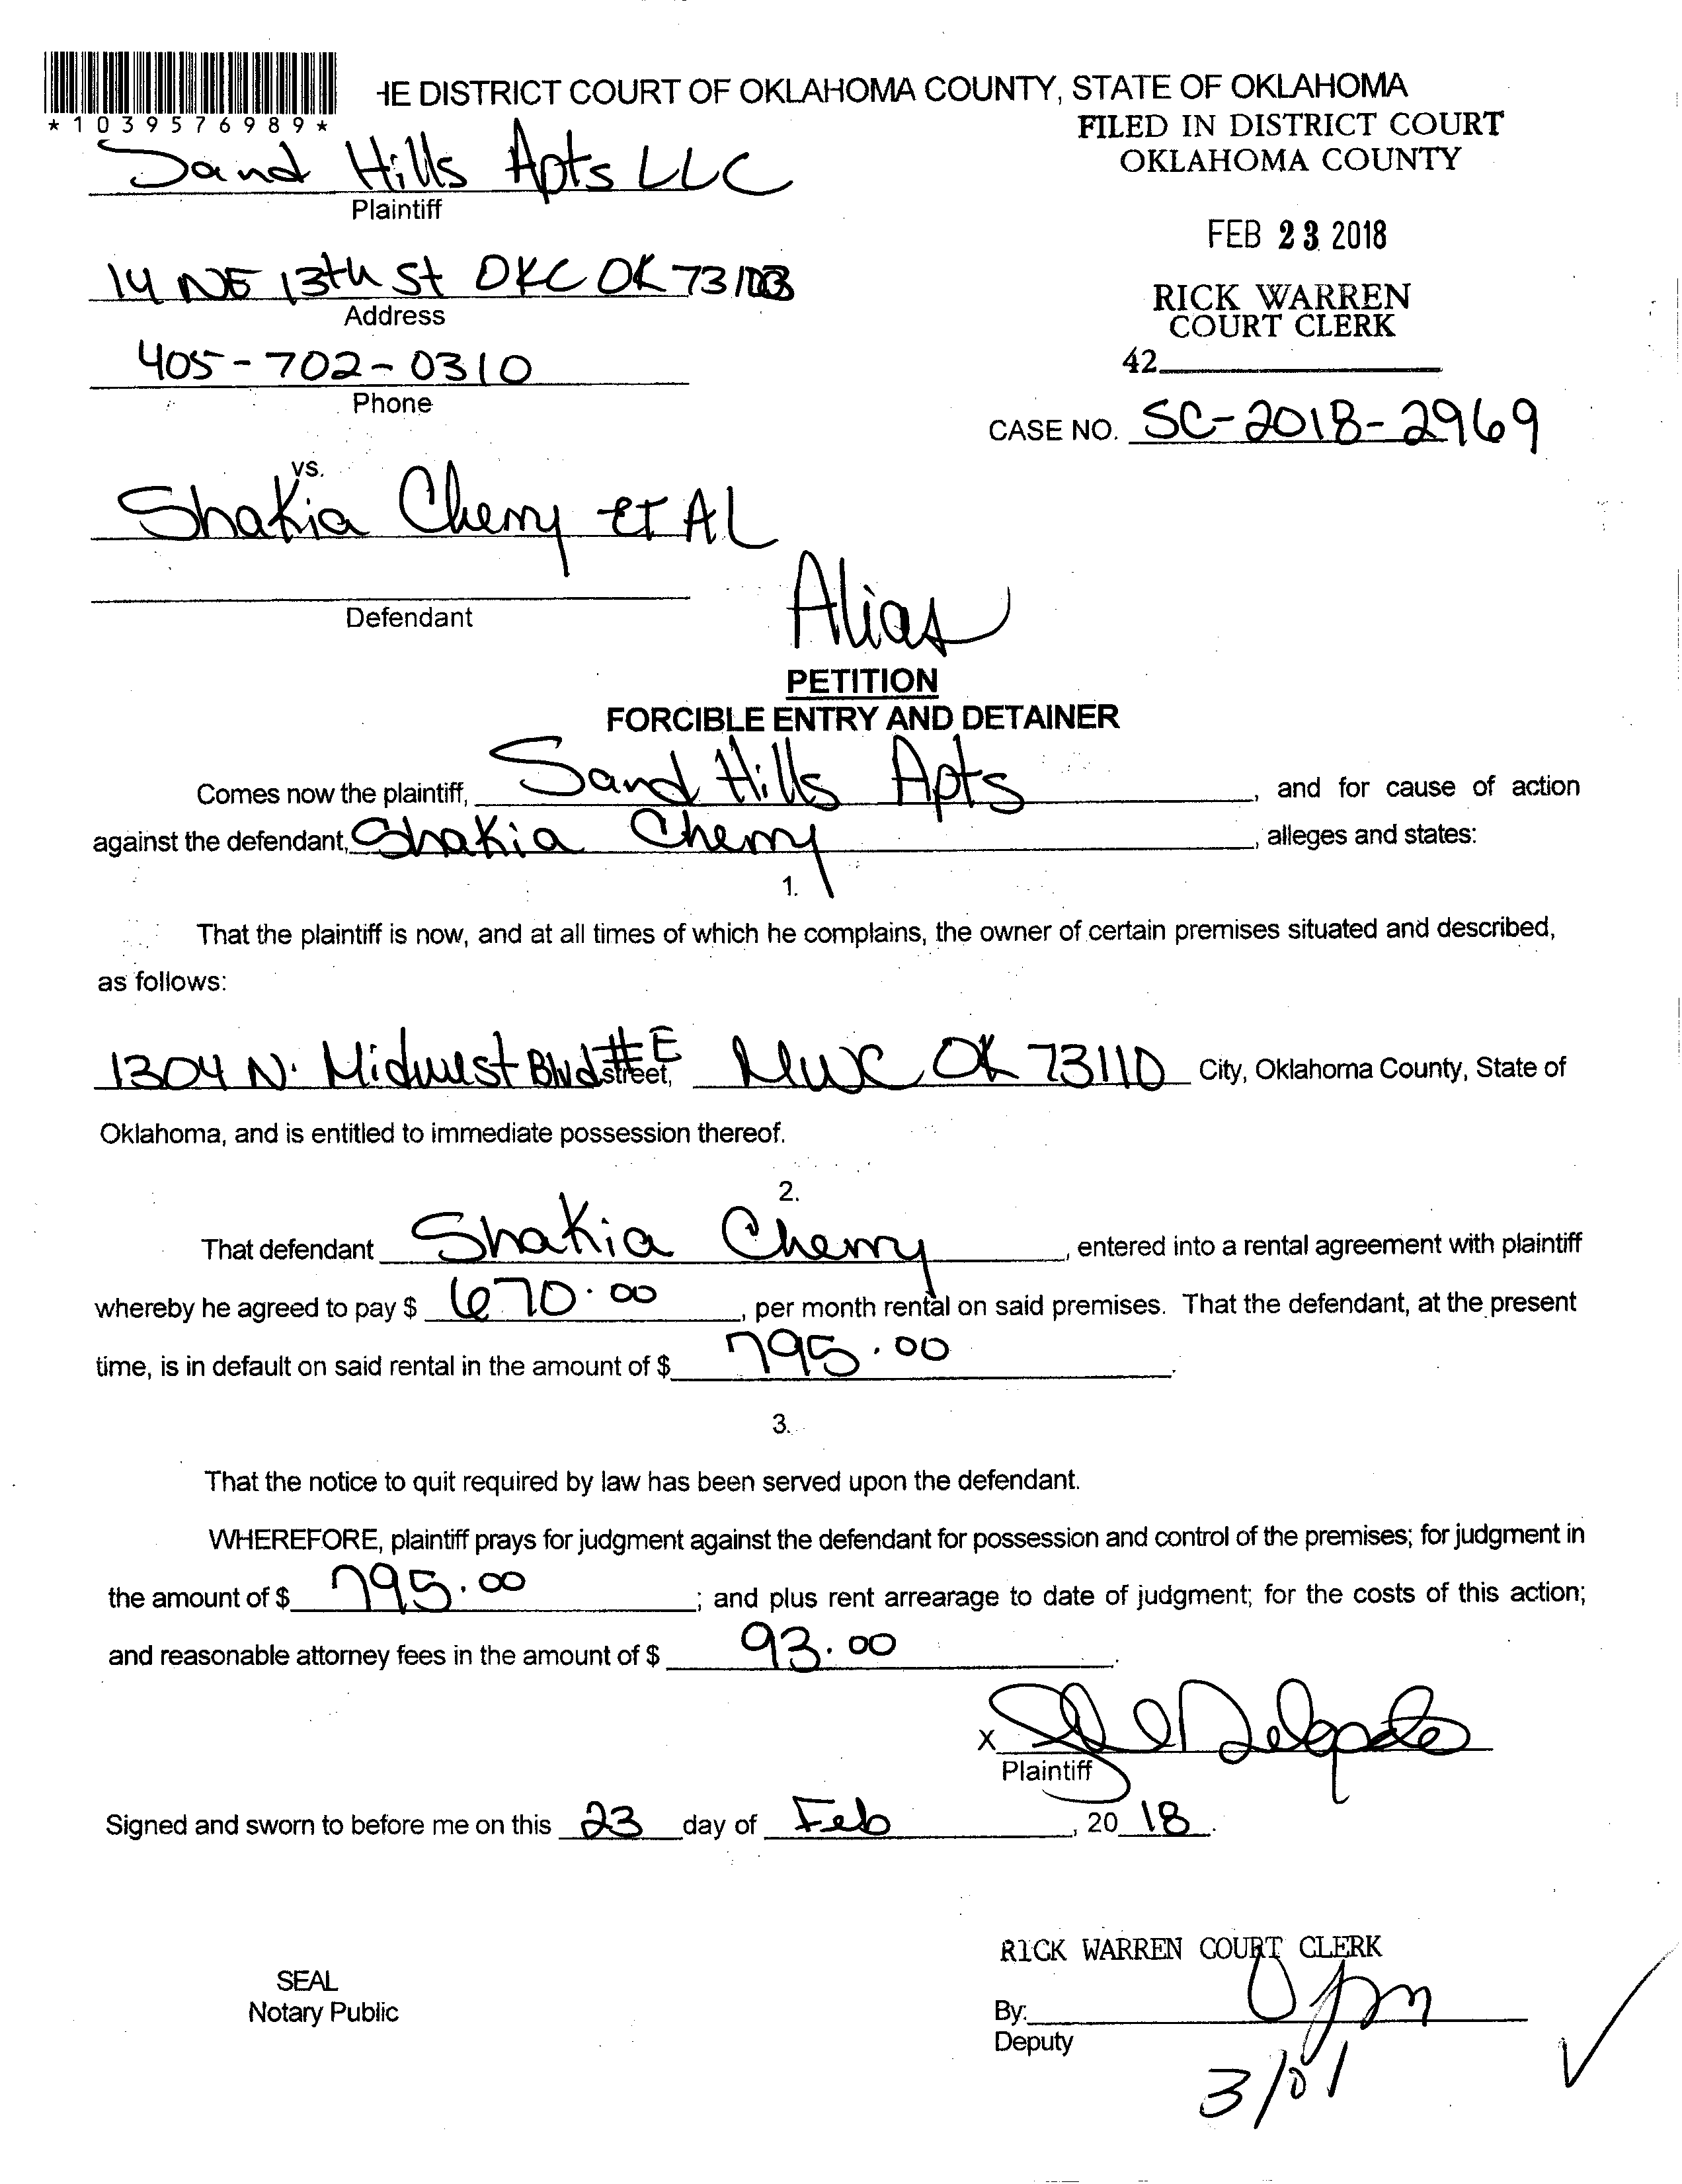 HE DISTRICT COURT OF OKLAHOMA COUNTY, STATE OF OKLAHOMA
*1039576989*
FILED IN DISTRICT COURT
OKLAHOMA COUNTY
Sand Hills Apts LLC
Plaintiff
FEB 23 2018
14 NE 13th St OKC OK 73103
Address
RICK WARREN
COURT CLERK
405-702-0310
Phone
42
CASE NO. SC-2018-2969
vs.
Shakia Cherry ET AL
Defendant
Alias
PETITION
FORCIBLE ENTRY AND DETAINER
Comes now the plaintiff, Sand Hills Apts, and for cause of action
against the defendant, Shakia Cherry, alleges and states:
1.
That the plaintiff is now, and at all times of which he complains, the owner of certain premises situated and described,
as follows:
1304 N. Midwest Blvd #E street, MWC OK 73110 City, Oklahoma County, State of
Oklahoma, and is entitled to immediate possession thereof.
2.
That defendant Shakia Cherry, entered into a rental agreement with plaintiff
whereby he agreed to pay $ 670.00, per month rental on said premises. That the defendant, at the present
time, is in default on said rental in the amount of $ 795.00.
3.
That the notice to quit required by law has been served upon the defendant.
WHEREFORE, plaintiff prays for judgment against the defendant for possession and control of the premises; for judgment in
the amount of $ 795.00; and plus rent arrearage to date of judgment; for the costs of this action;
and reasonable attorney fees in the amount of $ 93.00.
X Delgado
Plaintiff
Signed and sworn to before me on this 23 day of Feb, 2018.
RICK WARREN COURT CLERK
SEAL
Notary Public
By:
Deputy
3/01